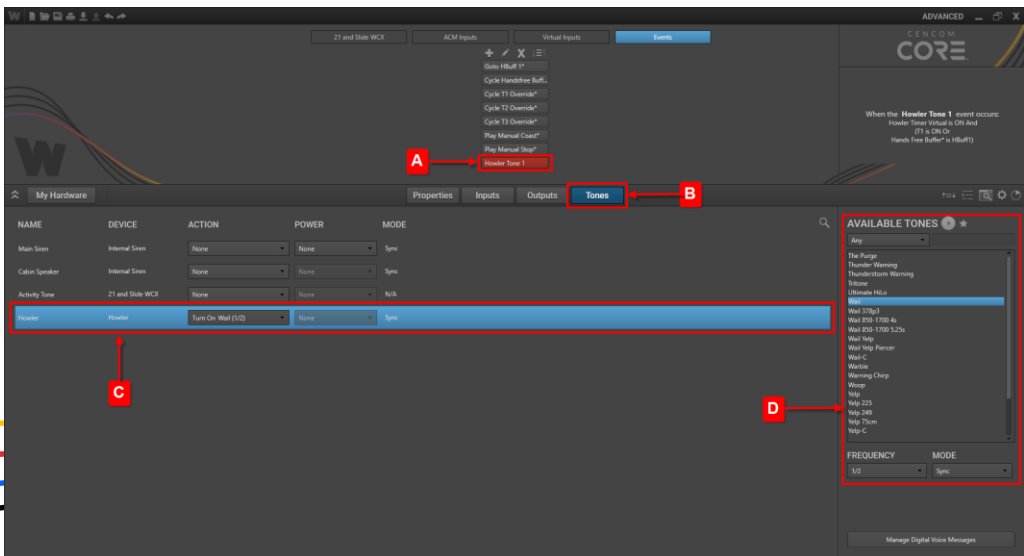 ADVANCED
21 and Slide WCX
ACM Inputs
Virtual Inputs
Events
Goto HBuff 1*
Cycle Handsfree Buff...
Cycle T1 Override*
Cycle T2 Override*
Cycle T3 Override*
Play Manual Coast*
Play Manual Stop*
Howler Tone 1
A
CENCOM
CORE
When the Howler Tone 1 event occurs:
Howler Timer Virtual is ON And
(T1 is ON Or
Hands Free Buffer* is HBuff1)
My Hardware
Properties
Inputs
Outputs
Tones
B
NAME DEVICE ACTION POWER MODE
Main Siren Internal Siren None None Sync
Cabin Speaker Internal Siren None None Sync
Activity Tone 21 and Slide WCX None None N/A
Howler Howler Turn On Wail (1/2) None Sync
C
AVAILABLE TONES
Any
The Purge
Thunder Warning
Thunderstorm Warning
Tritone
Ultimate HiLo
Wail
Wail 378p3
Wail 850-1700 4s
Wail 850-1700 5.25s
Wail Yelp
Wail Yelp Piercer
Wail-C
Warble
Warning Chirp
Woop
Yelp
Yelp 225
Yelp 249
Yelp 75cm
Yelp-C
D
FREQUENCY MODE
1/2 Sync
Manage Digital Voice Messages